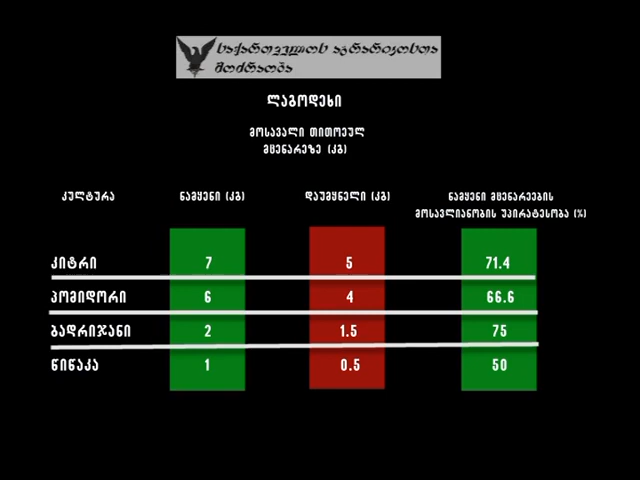 საქართველოს აგრარიკოსთა
მოძრაობა
ლაგოდეხი
მოსავალი თითოეულ
მცენარეზე (კგ)
კულტურა ნამყენი (კგ) დაუმყნელი (კგ) ნამყენი მცენარეების
მოსავლიანობის უპირატესობა (%)
კიტრი 7 5 71.4
პომიდორი 6 4 66.6
ბადრიჯანი 2 1.5 75
წიწაკა 1 0.5 50